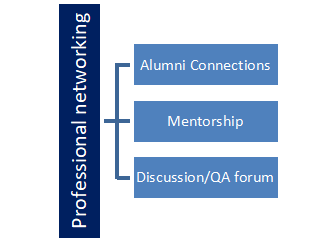 Professional networking
Alumni Connections
Mentorship
Discussion/QA forum